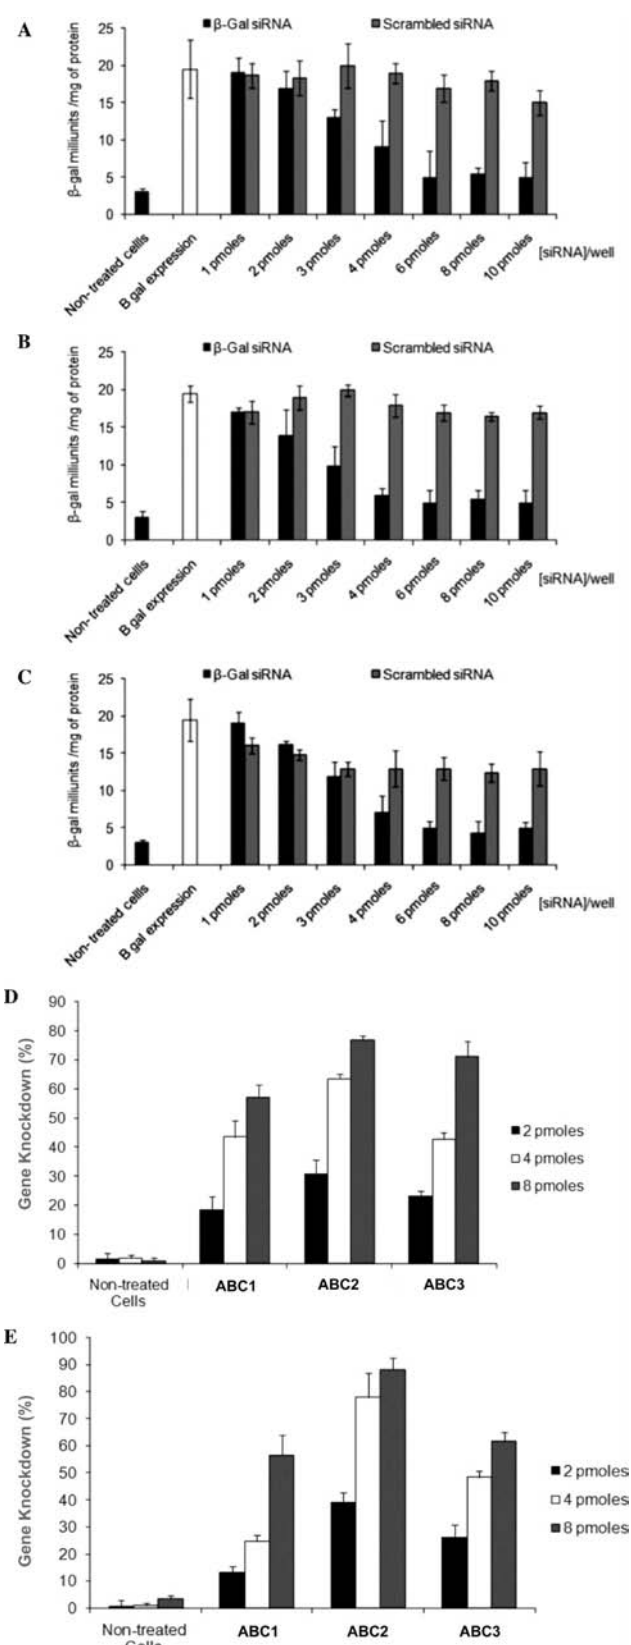 A
β-gal milliunits /mg of protein
■ β-Gal siRNA ■ Scrambled siRNA
25
20
15
10
5
0
Non- treated cellls
B gal expression
1 pmoles
2 pmoles
3 pmoles
4 pmoles
6 pmoles
8 pmoles
10 pmoles
[siRNA]/well
B
β-gal milliunits /mg of protein
■ β-Gal siRNA ■ Scrambled siRNA
25
20
15
10
5
0
Non- treated cellls
B gal expression
1 pmoles
2 pmoles
3 pmoles
4 pmoles
6 pmoles
8 pmoles
10 pmoles
[siRNA]/well
C
β-gal milliunits /mg of protein
■ β-Gal siRNA ■ Scrambled siRNA
25
20
15
10
5
0
Non- treated cellls
B gal expression
1 pmoles
2 pmoles
3 pmoles
4 pmoles
6 pmoles
8 pmoles
10 pmoles
[siRNA]/well
D
Gene Knockdown (%)
90
80
70
60
50
40
30
20
10
0
■ 2 pmoles
□ 4 pmoles
■ 8 pmoles
Non-treated
Cells
ABC1 ABC2 ABC3
E
Gene Knockdown (%)
100
90
80
70
60
50
40
30
20
10
0
■ 2 pmoles
□ 4 pmoles
■ 8 pmoles
Non-treated
Cells
ABC1 ABC2 ABC3